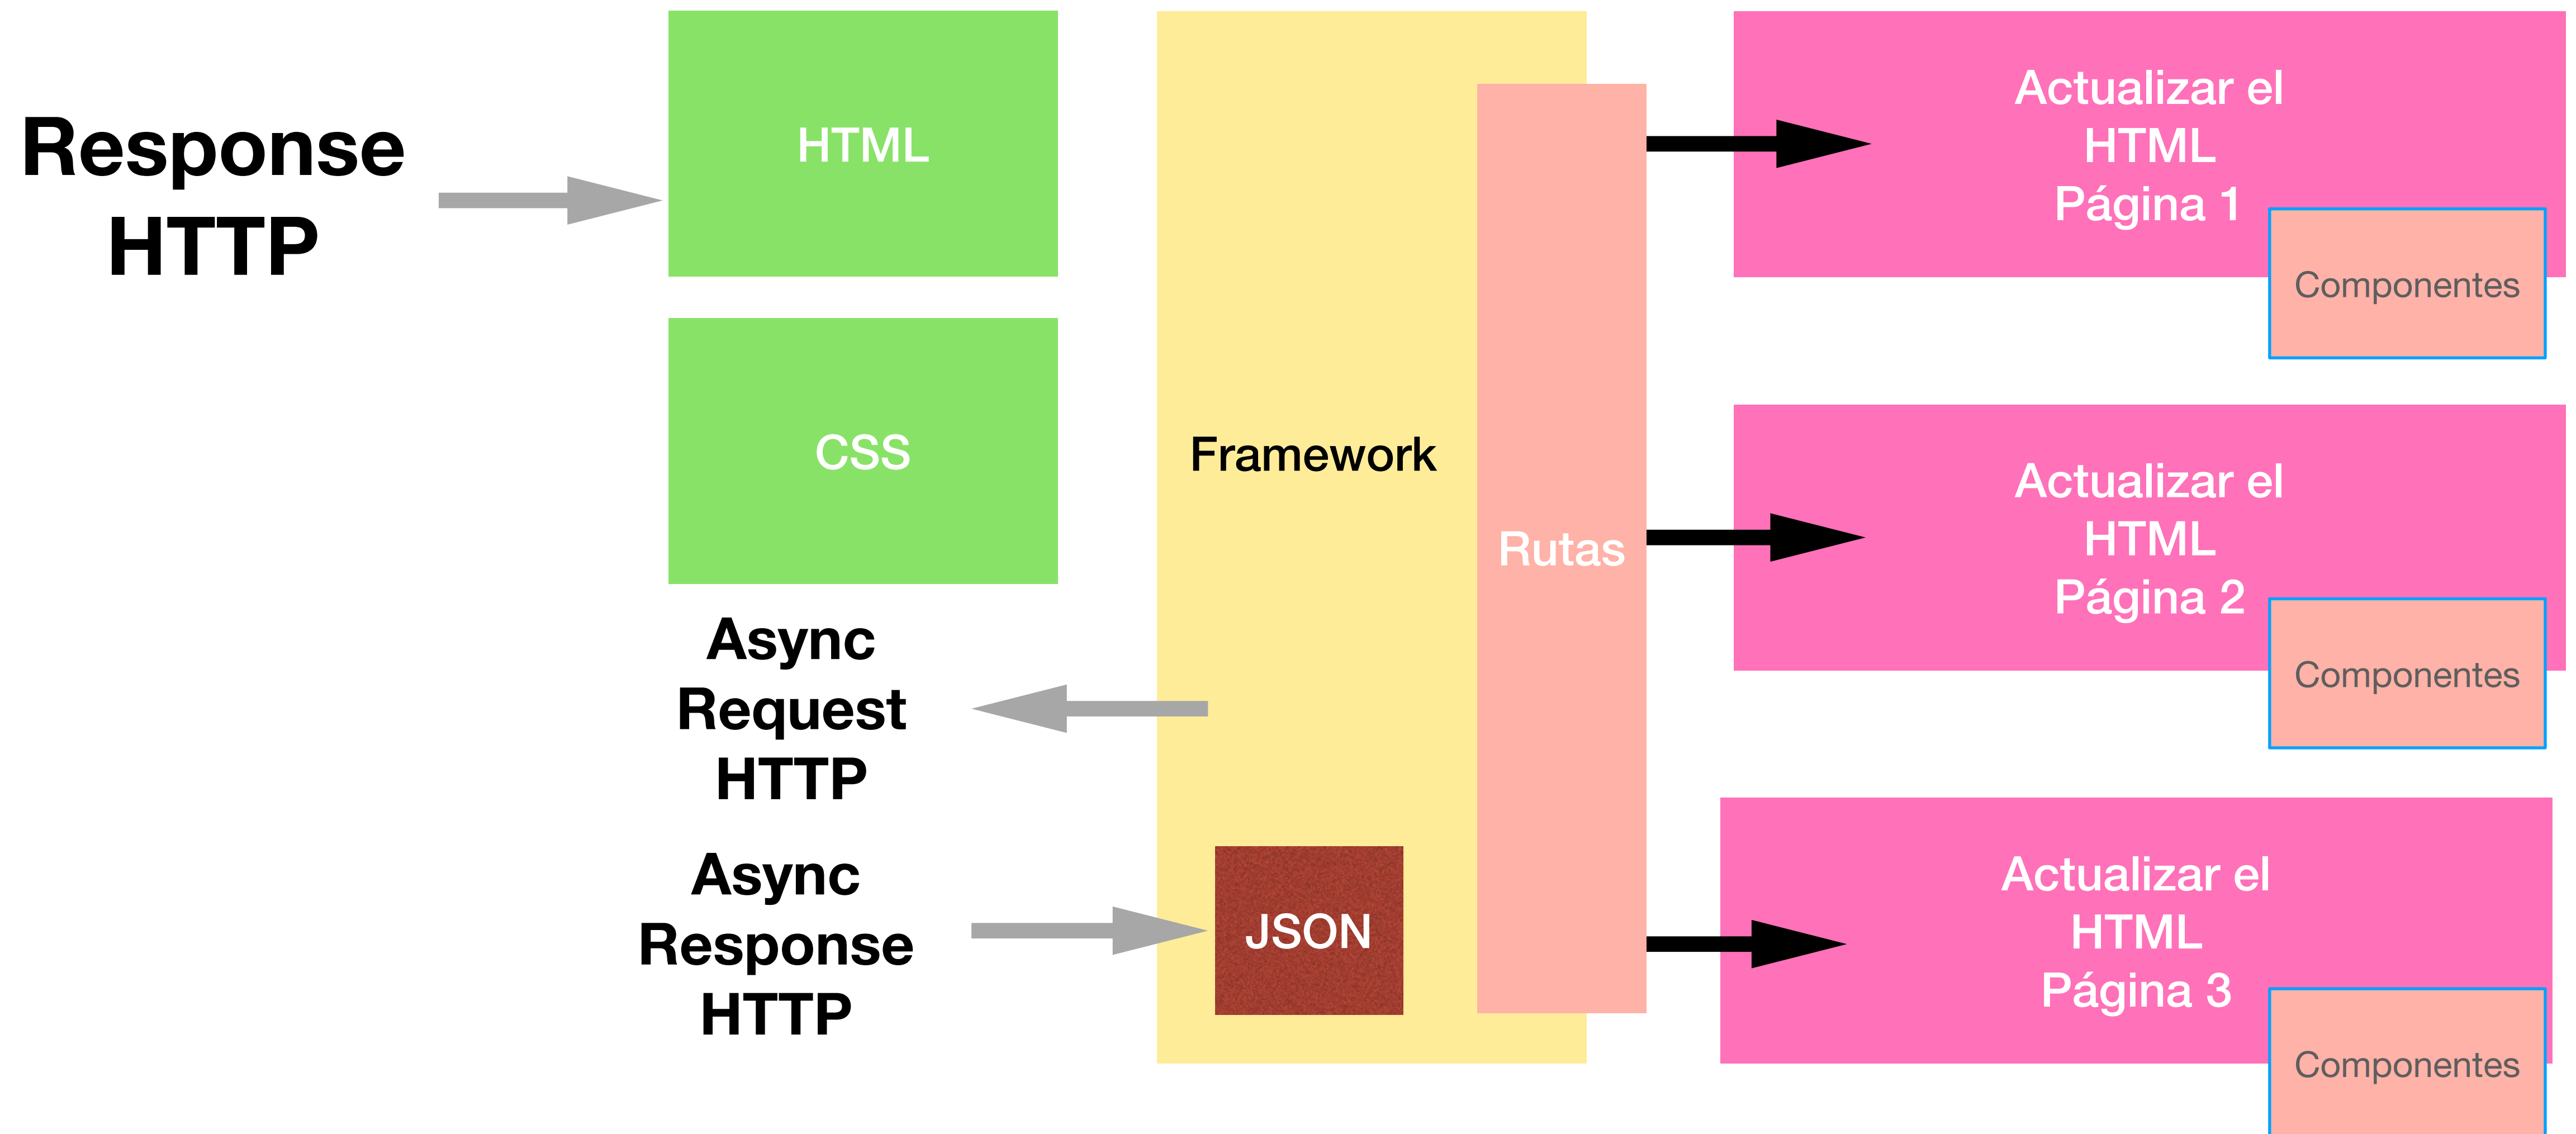 Response
HTTP
HTML
CSS
Async
Request
HTTP
Async
Response
HTTP
Framework
JSON
Rutas
Actualizar el
HTML
Página 1
Componentes
Actualizar el
HTML
Página 2
Componentes
Actualizar el
HTML
Página 3
Componentes